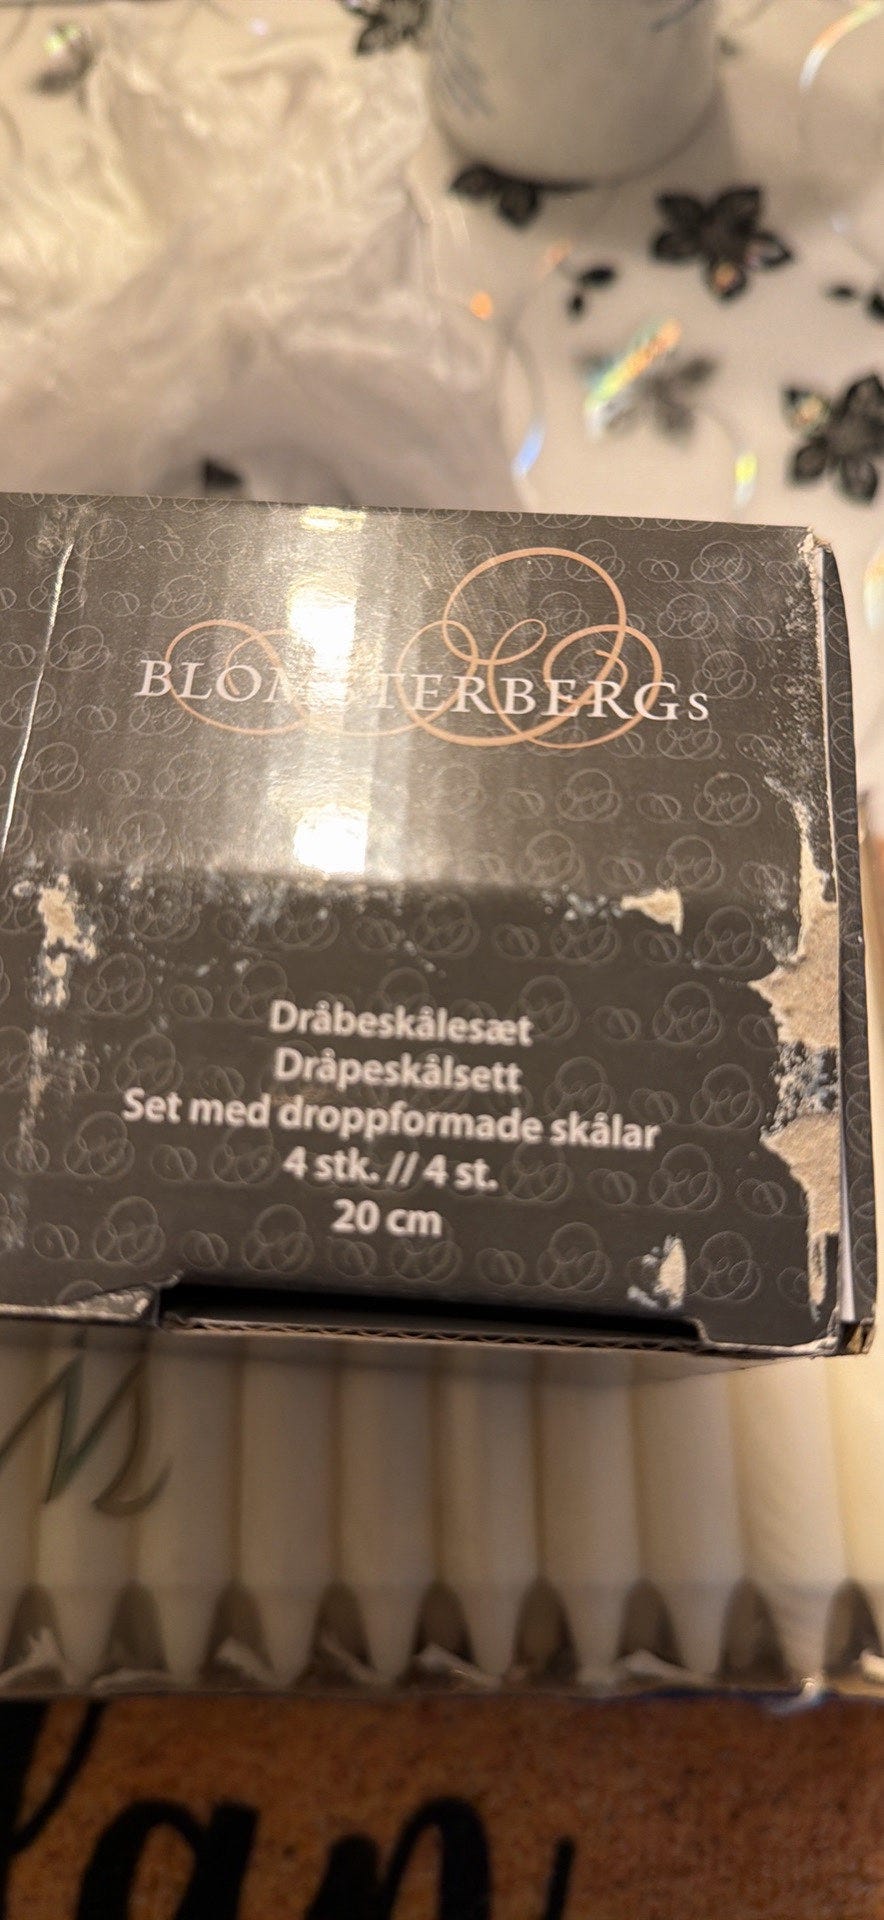 BLOMSTERBERGS
Dråbeskålesæt
Dråpeskålsett
Set med droppformade skålar
4 stk. // 4 st.
20 cm